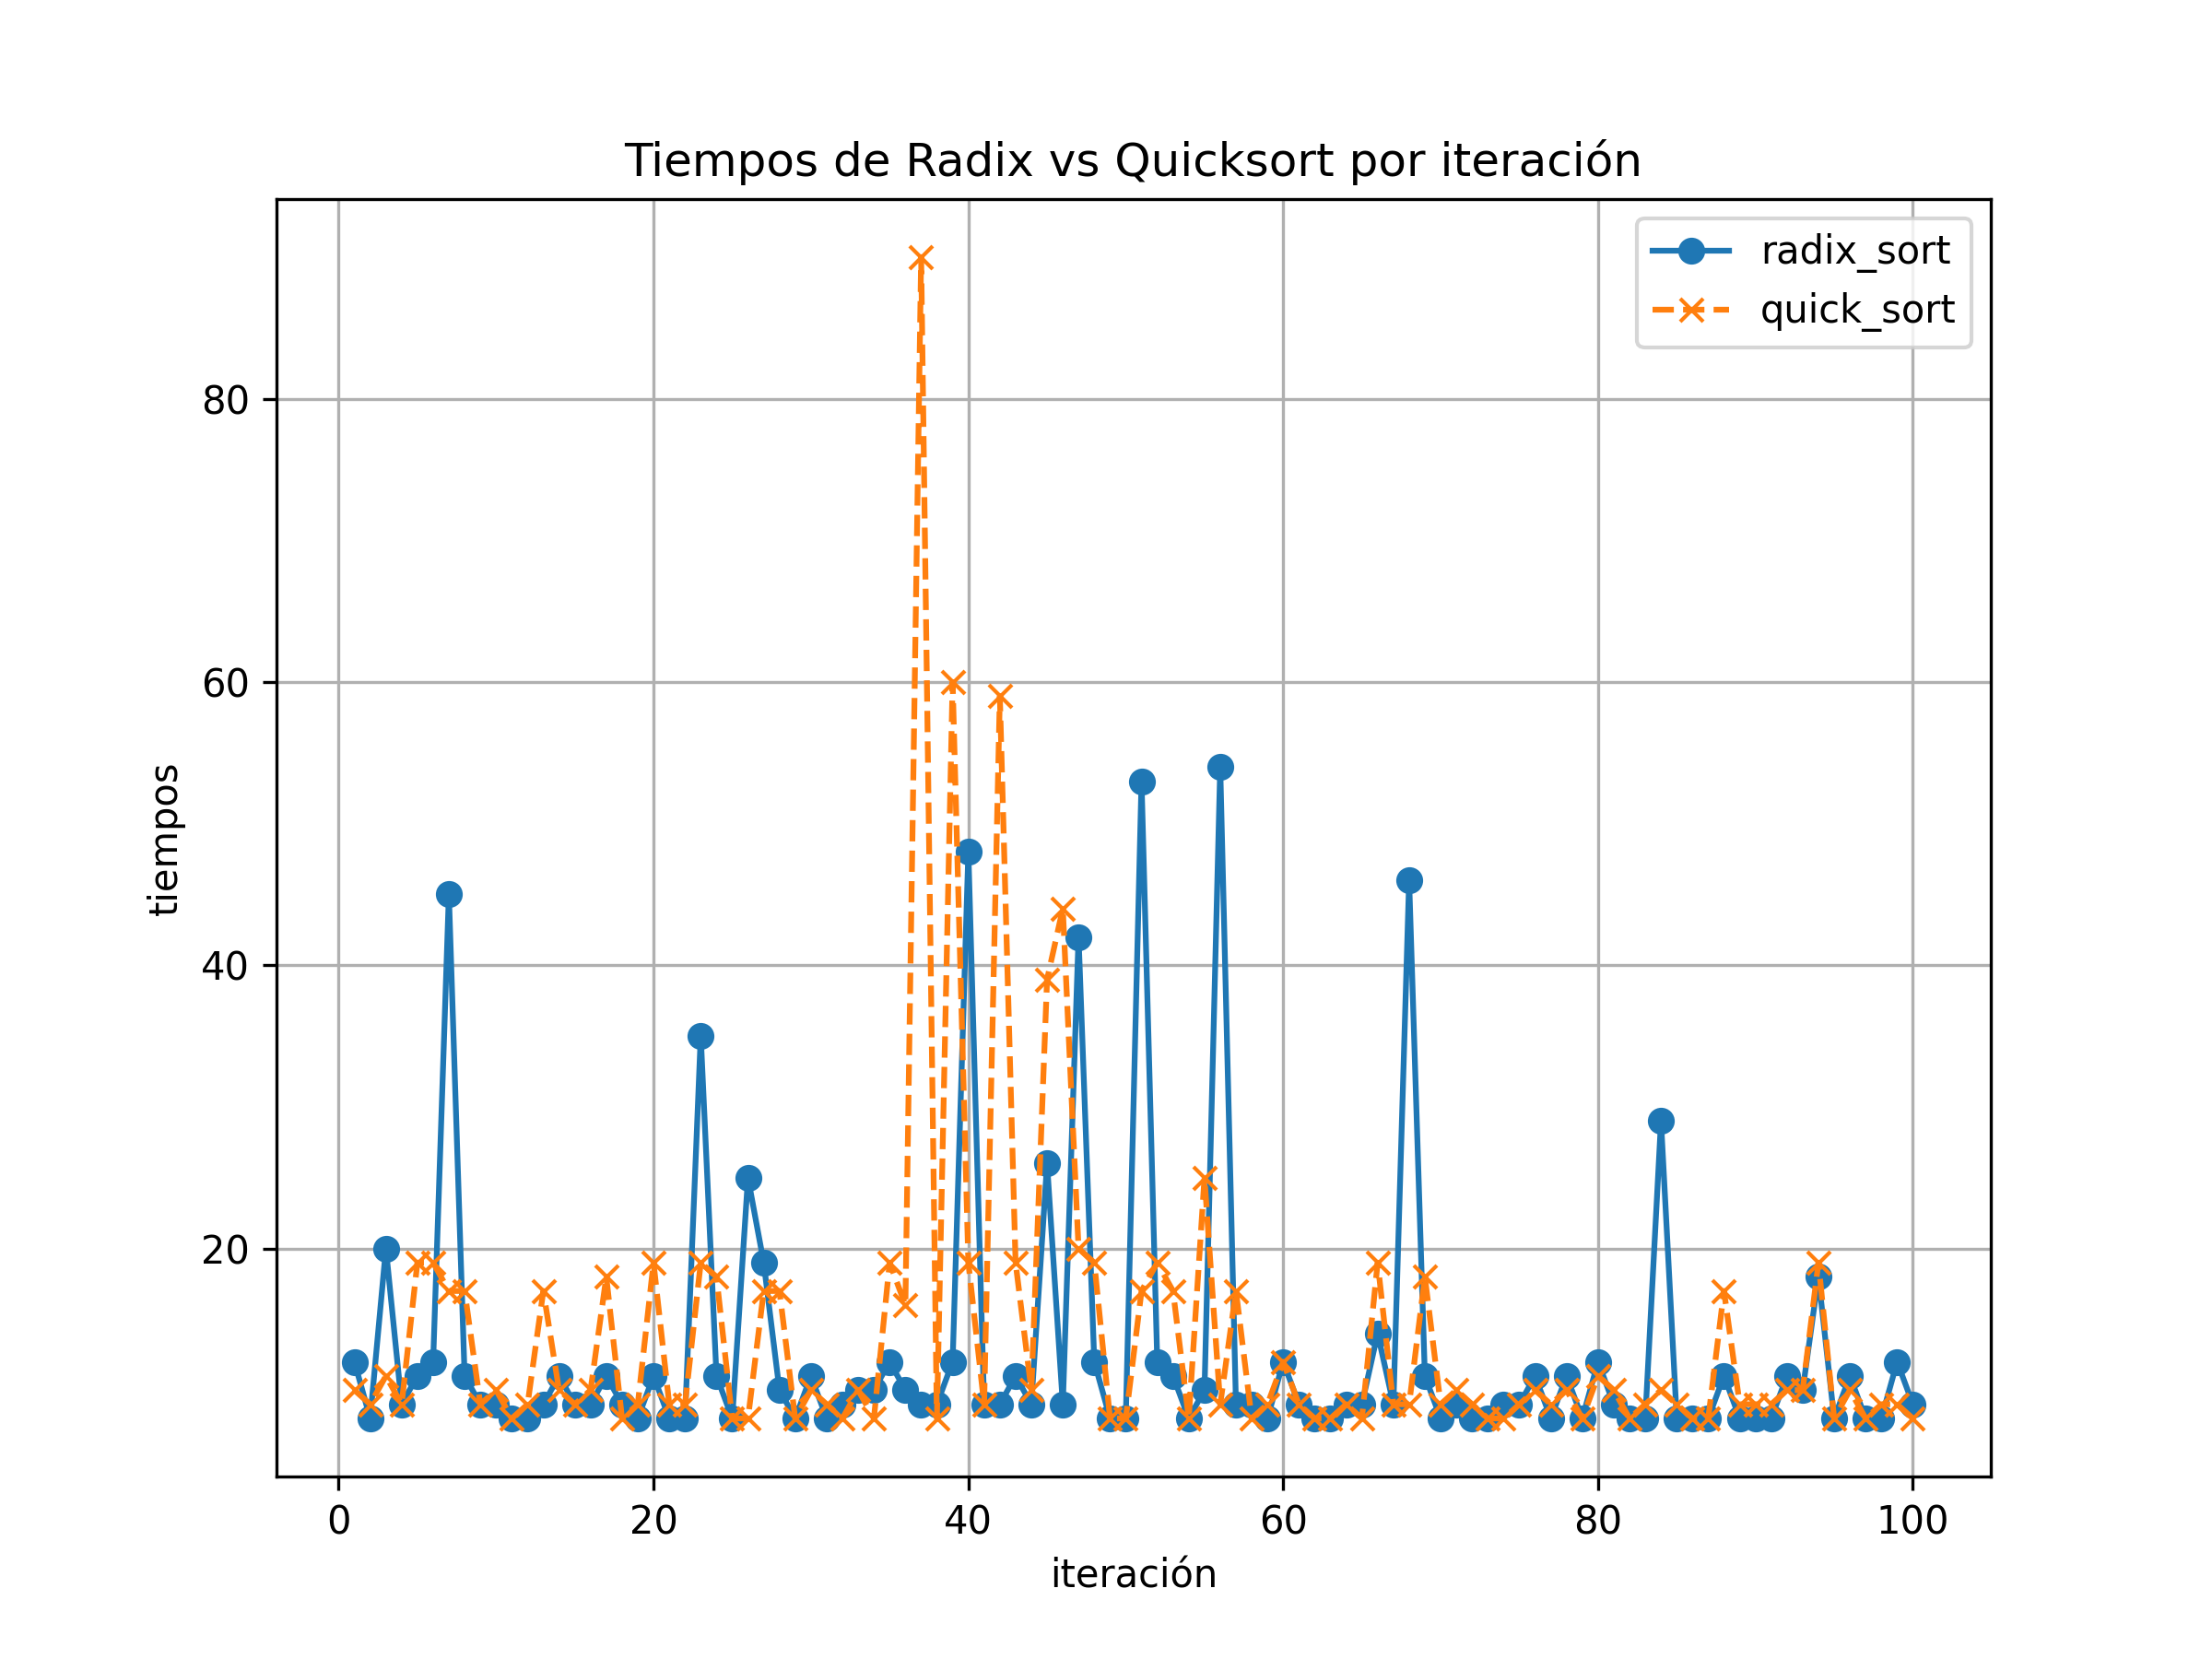 Tiempos de Radix vs Quicksort por iteración
radix_sort
quick_sort
80
60
40
20
tiempos
0 20 40 60 80 100
iteración